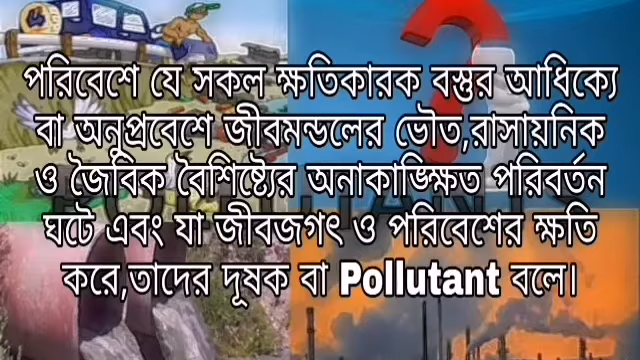 পরিবেশে যে সকল ক্ষতিকারক বস্তুর আধিক্যে
বা অনুপ্রবেশে জীবমন্ডলের ভৌত,রাসায়নিক
ও জৈবিক বৈশিষ্ট্যের অনাকাঙ্ক্ষিত পরিবর্তন
ঘটে এবং যা জীবজগৎ ও পরিবেশের ক্ষতি
করে,তাদের দূষক বা Pollutant বলে।